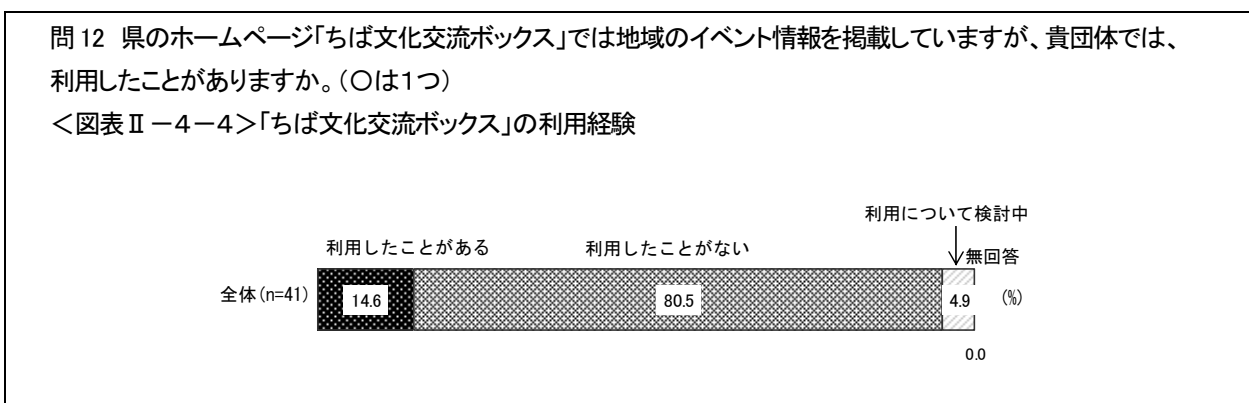 問12 県のホームページ「ちば文化交流ボックス」では地域のイベント情報を掲載していますが、貴団体では、
利用したことがありますか。（○は１つ）
＜図表Ⅱ－４－４＞「ちば文化交流ボックス」の利用経験
利用について検討中
利用したことがある 利用したことがない 無回答
全体(n=41) 14.6 80.5 4.9 (%)
0.0